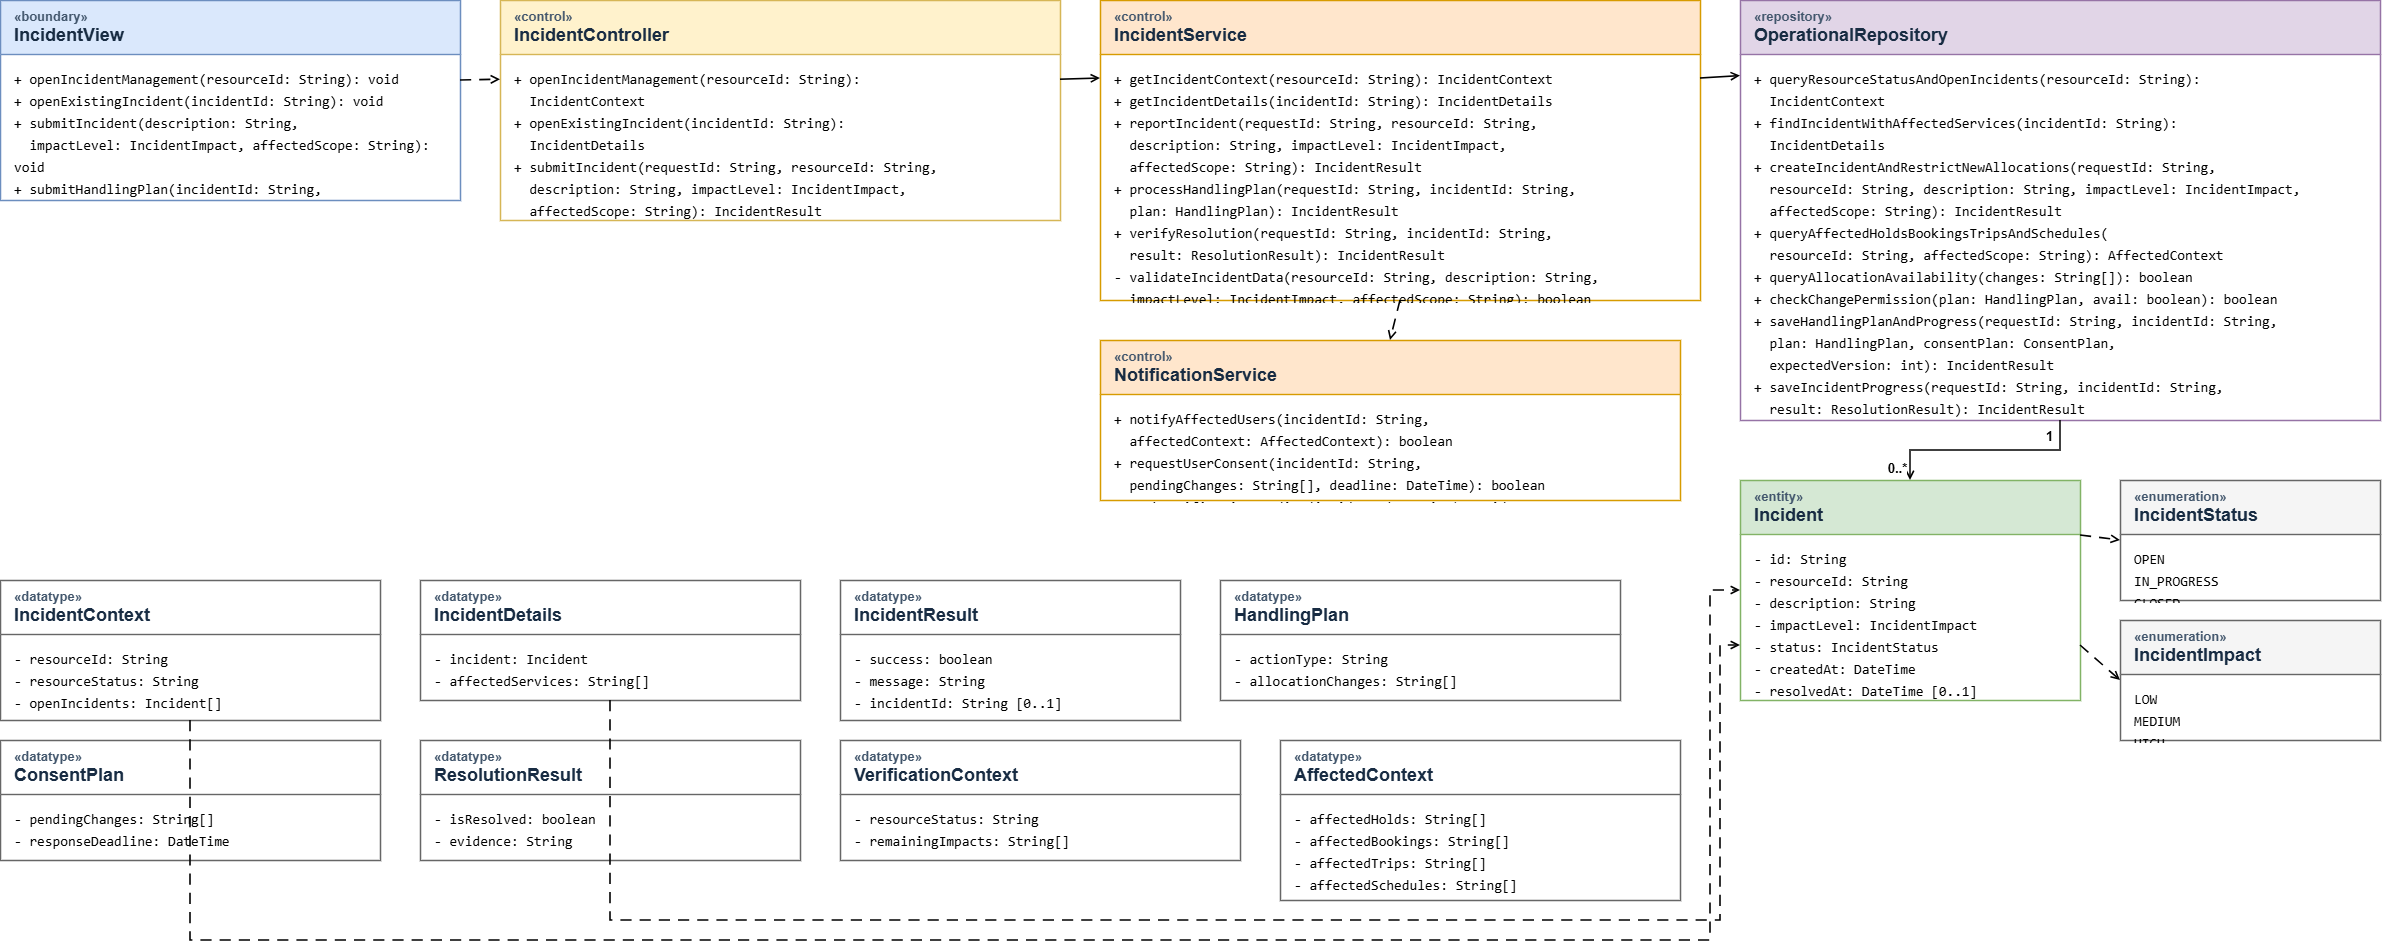 «boundary»
IncidentView
+ openIncidentManagement(resourceId: String): void
+ openExistingIncident(incidentId: String): void
+ submitIncident(description: String,
impactLevel: IncidentImpact, affectedScope: String):
void
+ submitHandlingPlan(incidentId: String,
«control»
IncidentController
+ openIncidentManagement(resourceId: String):
IncidentContext
+ openExistingIncident(incidentId: String):
IncidentDetails
+ submitIncident(requestId: String, resourceId: String,
description: String, impactLevel: IncidentImpact,
affectedScope: String): IncidentResult
«control»
IncidentService
+ getIncidentContext(resourceId: String): IncidentContext
+ getIncidentDetails(incidentId: String): IncidentDetails
+ reportIncident(requestId: String, resourceId: String,
description: String, impactLevel: IncidentImpact,
affectedScope: String): IncidentResult
+ processHandlingPlan(requestId: String, incidentId: String,
plan: HandlingPlan): IncidentResult
+ verifyResolution(requestId: String, incidentId: String,
result: ResolutionResult): IncidentResult
- validateIncidentData(resourceId: String, description: String,
impactLevel: IncidentImpact, affectedScope: String): boolean
«repository»
OperationalRepository
+ queryResourceStatusAndOpenIncidents(resourceId: String):
IncidentContext
+ findIncidentWithAffectedServices(incidentId: String):
IncidentDetails
+ createIncidentAndRestrictNewAllocations(requestId: String,
resourceId: String, description: String, impactLevel: IncidentImpact,
affectedScope: String): IncidentResult
+ queryAffectedHoldsBookingsTripsAndSchedules(
resourceId: String, affectedScope: String): AffectedContext
+ queryAllocationAvailability(changes: String[]): boolean
+ checkChangePermission(plan: HandlingPlan, avail: boolean): boolean
+ saveHandlingPlanAndProgress(requestId: String, incidentId: String,
plan: HandlingPlan, consentPlan: ConsentPlan,
expectedVersion: int): IncidentResult
+ saveIncidentProgress(requestId: String, incidentId: String,
result: ResolutionResult): IncidentResult
«control»
NotificationService
+ notifyAffectedUsers(incidentId: String,
affectedContext: AffectedContext): boolean
+ requestUserConsent(incidentId: String,
pendingChanges: String[], deadline: DateTime): boolean
1
0..*
«entity»
Incident
- id: String
- resourceId: String
- description: String
- impactLevel: IncidentImpact
- status: IncidentStatus
- createdAt: DateTime
- resolvedAt: DateTime [0..1]
«enumeration»
IncidentStatus
OPEN
IN_PROGRESS
CLOSED
«enumeration»
IncidentImpact
LOW
MEDIUM
HIGH
«datatype»
IncidentContext
- resourceId: String
- resourceStatus: String
- openIncidents: Incident[]
«datatype»
IncidentDetails
- incident: Incident
- affectedServices: String[]
«datatype»
IncidentResult
- success: boolean
- message: String
- incidentId: String [0..1]
«datatype»
HandlingPlan
- actionType: String
- allocationChanges: String[]
«datatype»
ConsentPlan
- pendingChanges: String[]
- responseDeadline: DateTime
«datatype»
ResolutionResult
- isResolved: boolean
- evidence: String
«datatype»
VerificationContext
- resourceStatus: String
- remainingImpacts: String[]
«datatype»
AffectedContext
- affectedHolds: String[]
- affectedBookings: String[]
- affectedTrips: String[]
- affectedSchedules: String[]